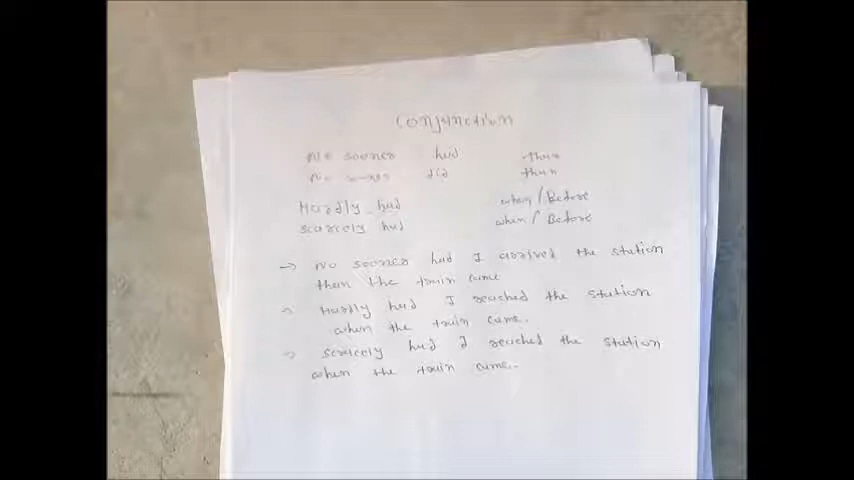 Conjunction
No sooner had than
No sooner did than
Hardly had when/Before
scarcely had when/Before
→ No sooner had I arrived the station
than the train came
→ Hardly had I reached the station
when the train came.
→ Scracely had I reached the station
when the train came.